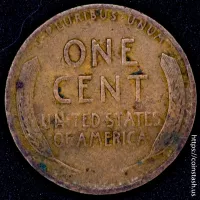 E PLURIBUS UNUM
ONE
CENT
UNITED STATES
OF AMERICA
https://coinstash.us